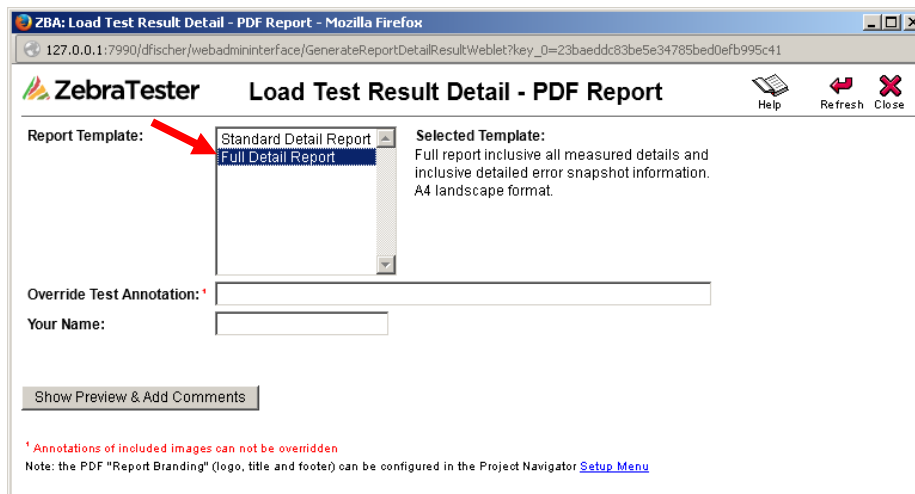 ZBA: Load Test Result Detail - PDF Report - Mozilla Firefox
127.0.0.1:7990/dfischer/webadmininterface/GenerateReportDetailResultWeblet?key_0=23baeddc83be5e34785bed0efb995c41
ZebraTester
Load Test Result Detail - PDF Report
Help
Refresh
Close
Report Template:
Standard Detail Report
Full Detail Report
Selected Template:
Full report inclusive all measured details and
inclusive detailed error snapshot information.
A4 landscape format.
Override Test Annotation: ¹
Your Name:
Show Preview & Add Comments
¹ Annotations of included images can not be overridden
Note: the PDF "Report Branding" (logo, title and footer) can be configured in the Project Navigator Setup Menu